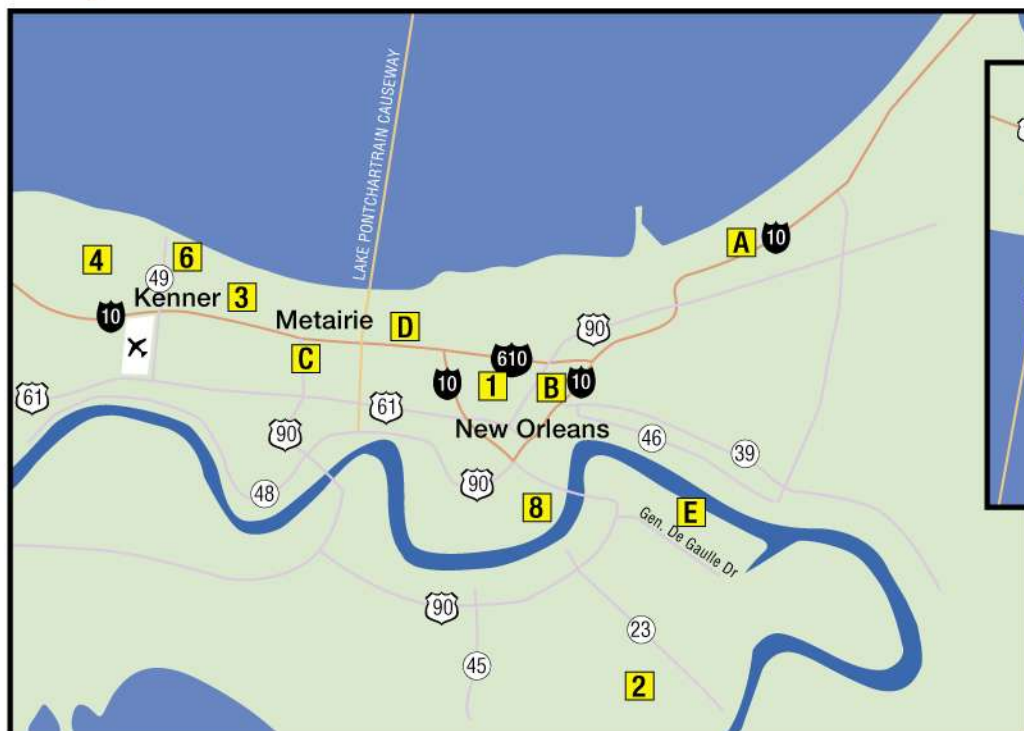 LAKE PONTCHARTRAIN CAUSEWAY
A
10
4
6
49
Kenner
3
10
Metairie
D
90
C
610
10
1
B
10
61
61
90
New Orleans
46
39
48
90
8
E
Gen. De Gaulle Dr
90
23
45
2